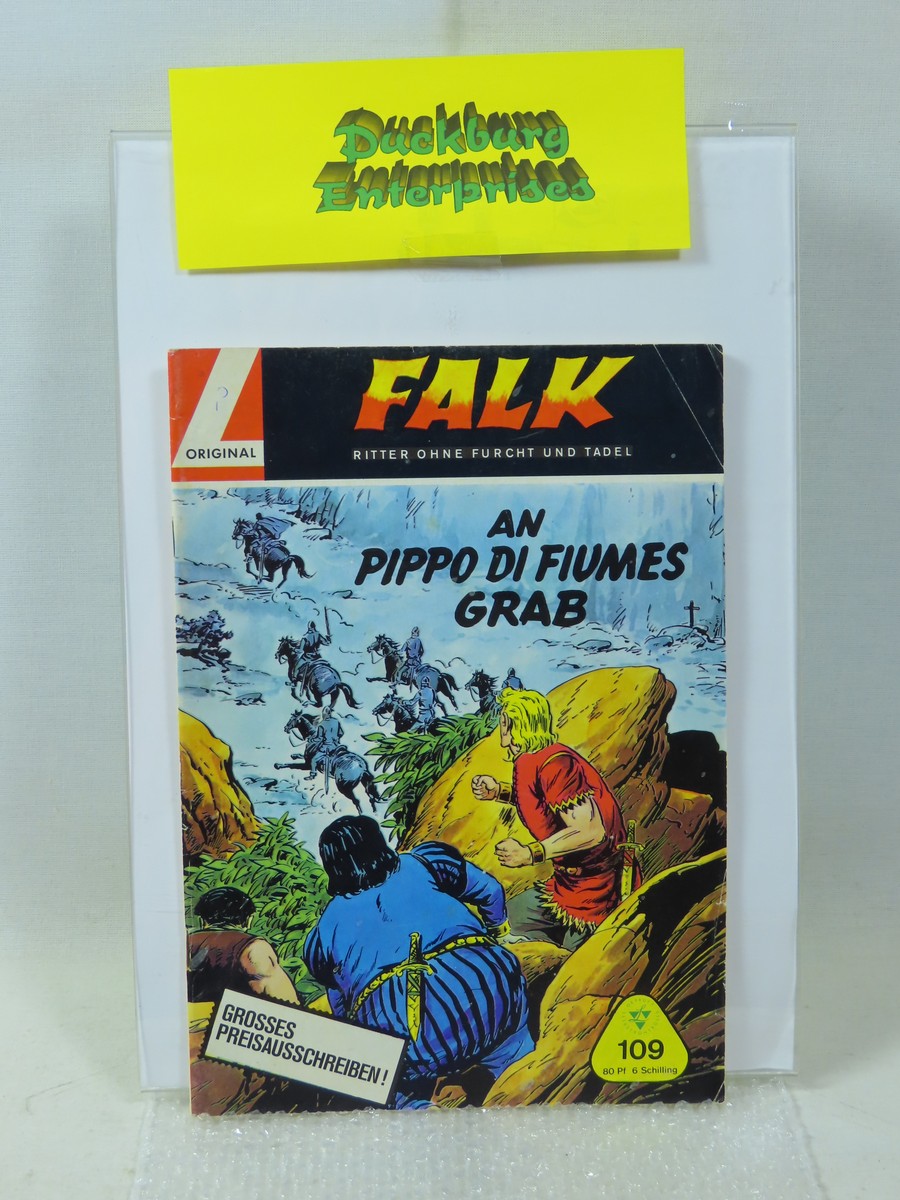 Duckburg
Enterprises
L
ORIGINAL
FALK
RITTER OHNE FURCHT UND TADEL
AN
PIPPO DI FIUMES
GRAB
GROSSES
PREISAUSSCHREIBEN!
109
80 Pf 6 Schilling